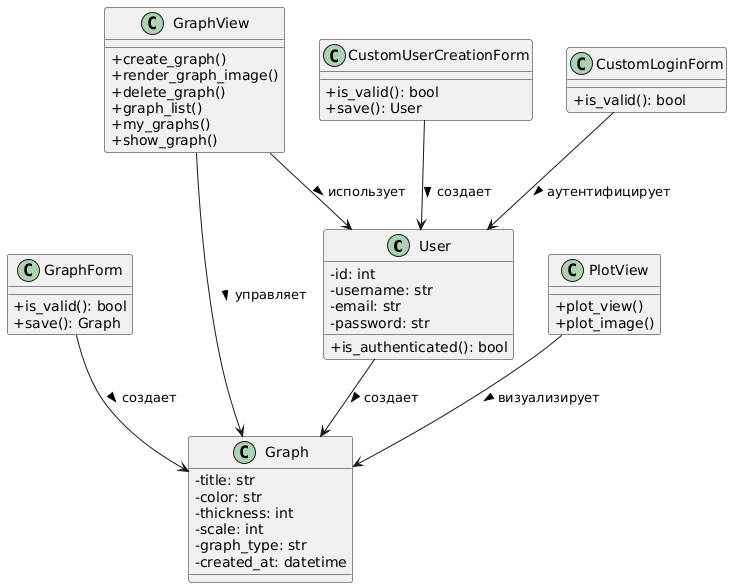 C GraphView
+create_graph()
+render_graph_image()
+delete_graph()
+graph_list()
+my_graphs()
+show_graph()
C CustomUserCreationForm
+is_valid(): bool
+save(): User
C CustomLoginForm
+is_valid(): bool
использует
создает
аутентифицирует
C GraphForm
+is_valid(): bool
+save(): Graph
управляет
C User
-id: int
-username: str
-email: str
-password: str
+is_authenticated(): bool
C PlotView
+plot_view()
+plot_image()
создает
создает
визуализирует
C Graph
-title: str
-color: str
-thickness: int
-scale: int
-graph_type: str
-created_at: datetime